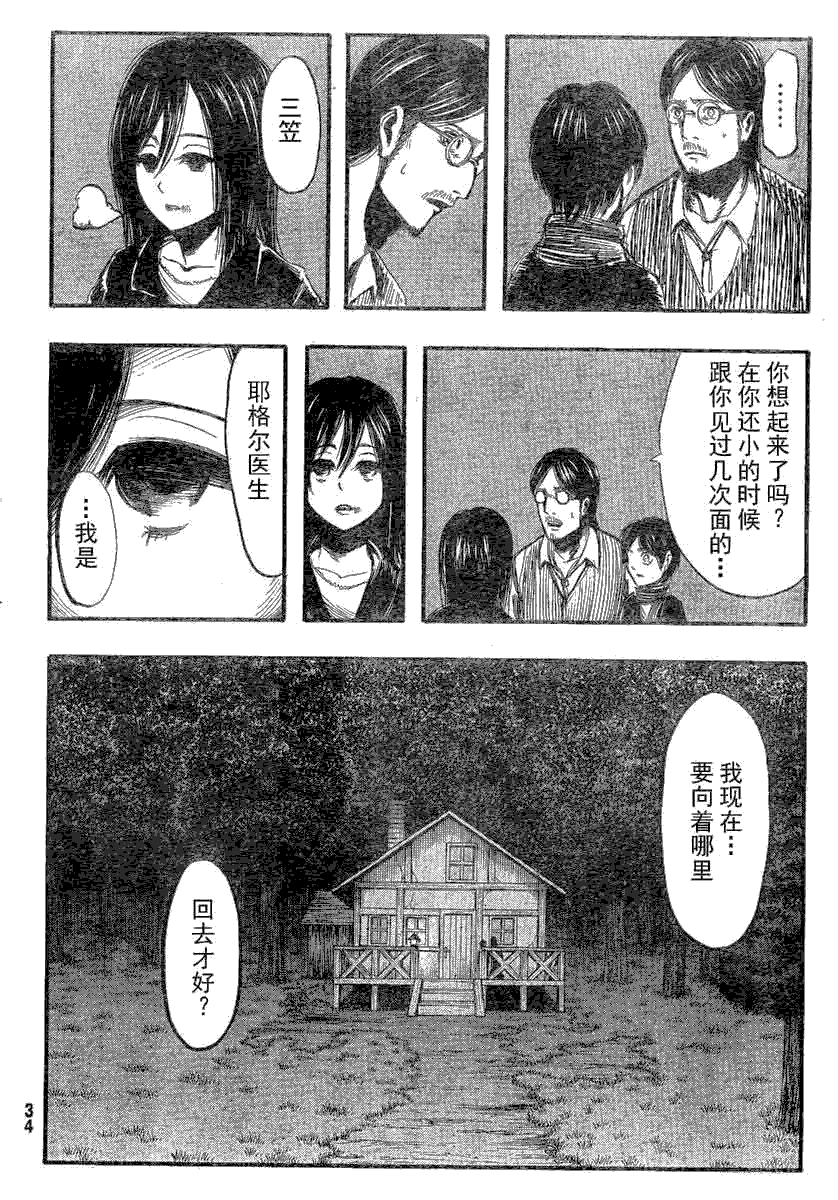 ……
三笠
你想起来了吗？
在你还小的时候
跟你见过几次面的…
耶格尔医生
…我是
我现在…
要向着哪里
回去才好？
34